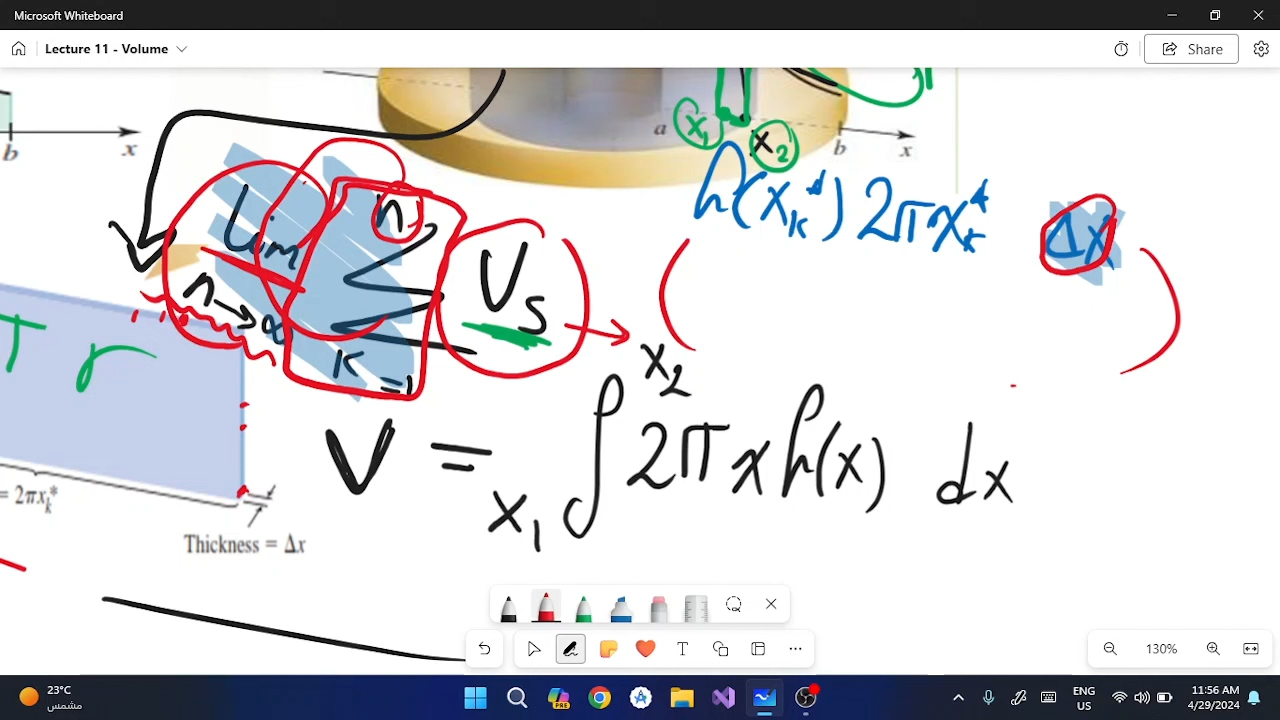 Microsoft Whiteboard
Lecture 11 - Volume
Share
b
x
a
x₁
x₂
b
x
h(xₖ*) 2πxₖ* Δx
lim n→∞
n
Σ
k=1
Vₛ
π r
x₂
V = ∫ 2πx h(x) dx
x₁
= 2πxₖ*
Thickness = Δx
T
130%
23°C
مشمس
PRE
ENG
US
11:56 AM
4/29/2024